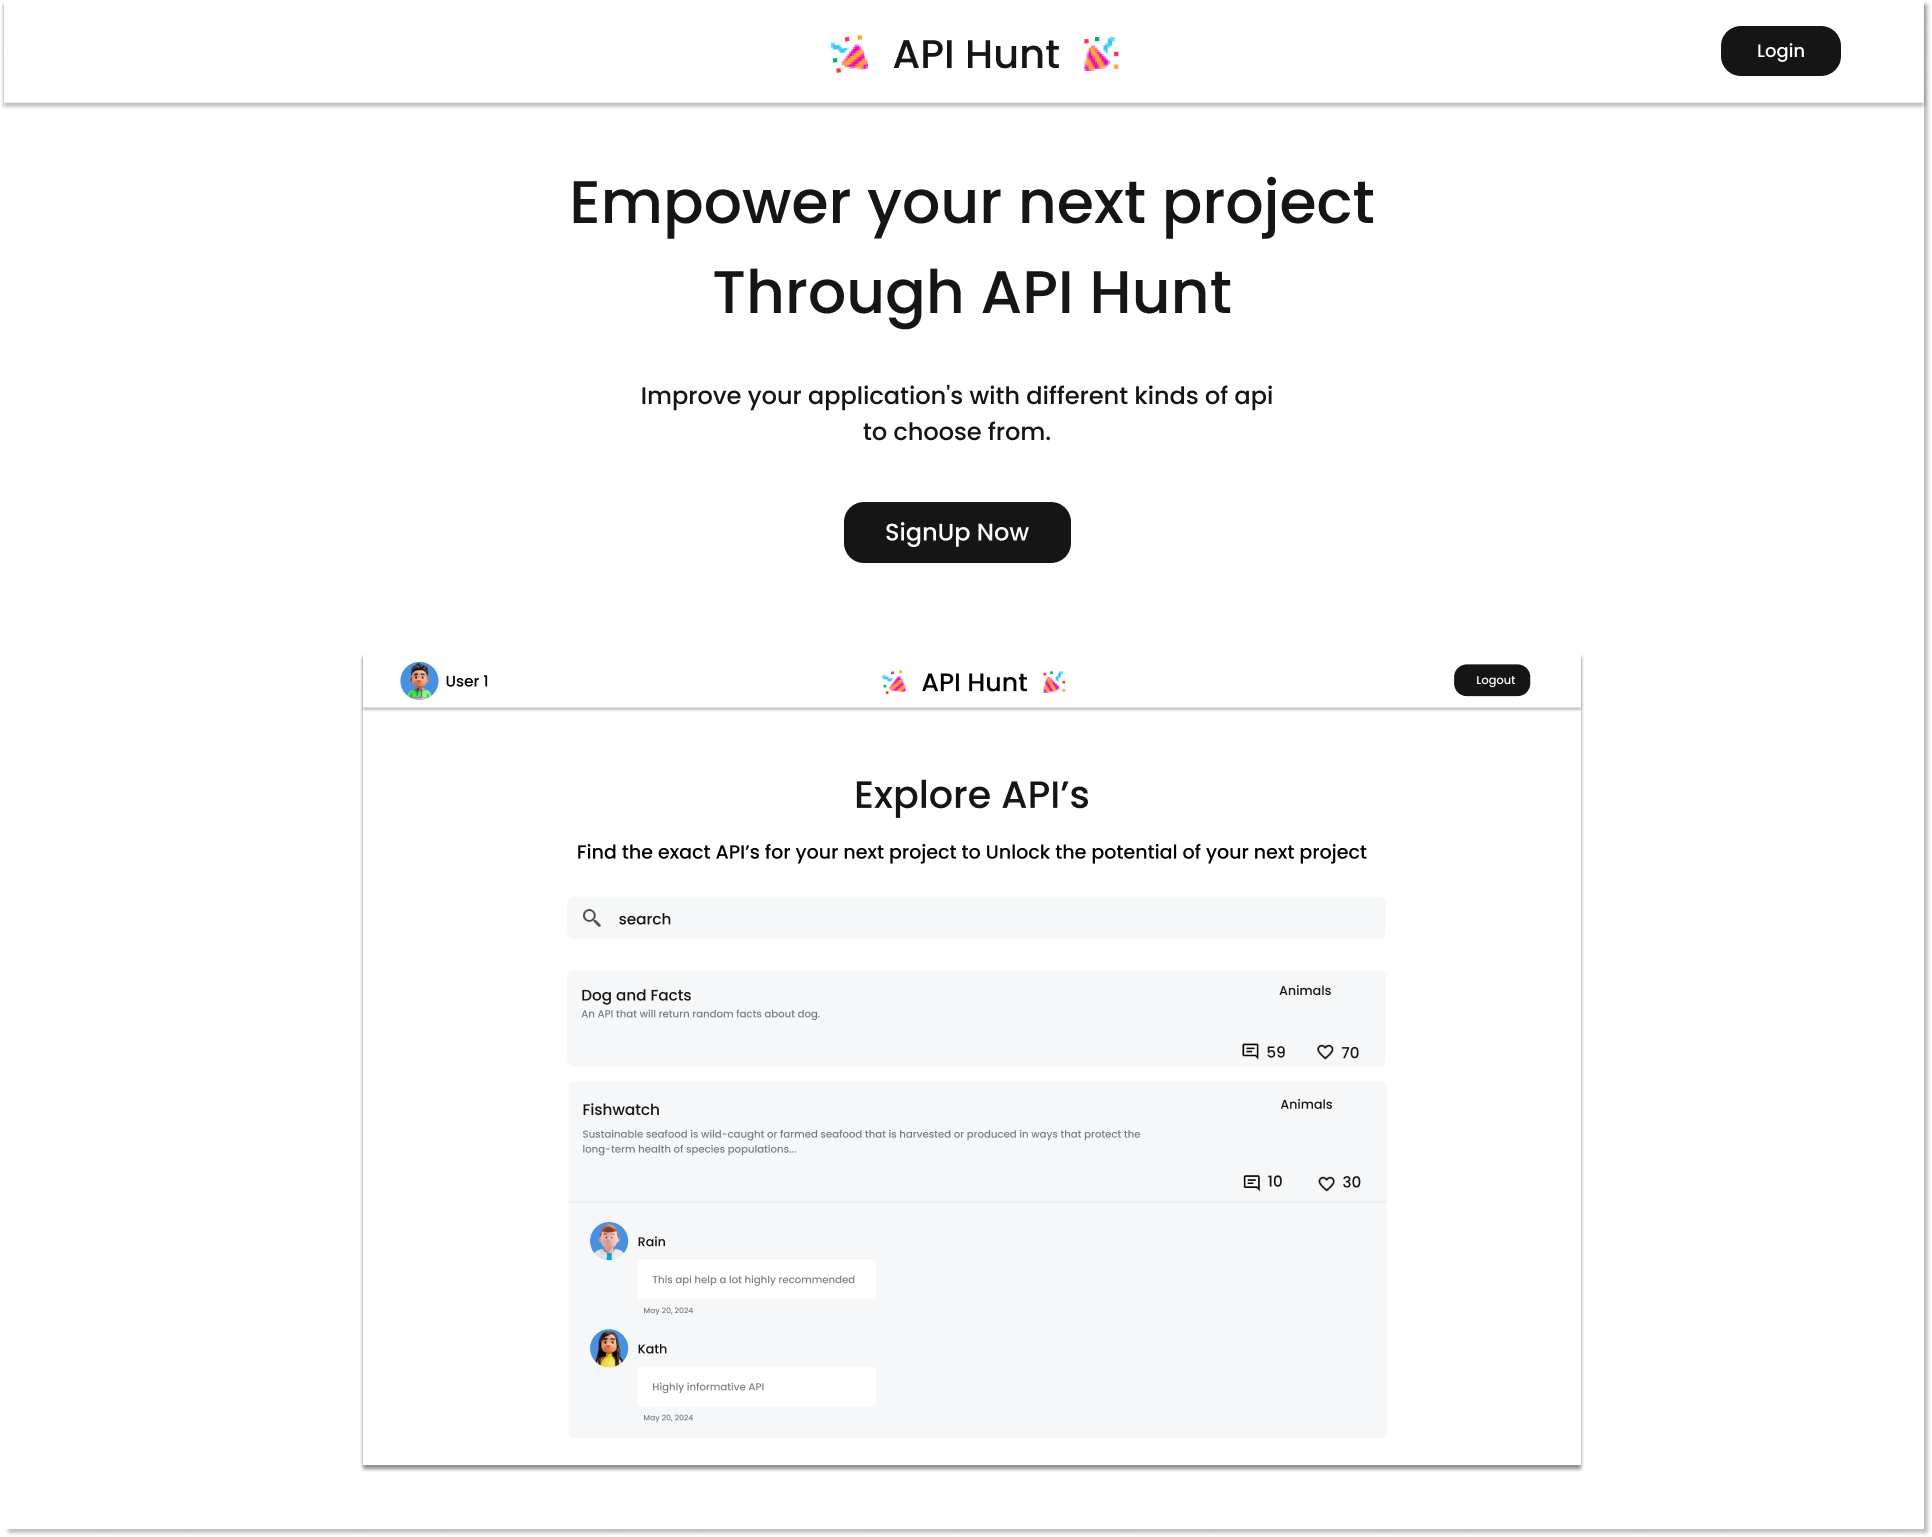 API Hunt
Login
Empower your next project
Through API Hunt
Improve your application's with different kinds of api
to choose from.
SignUp Now
User 1
API Hunt
Logout
Explore API’s
Find the exact API’s for your next project to Unlock the potential of your next project
search
Dog and Facts
Animals
An API that will return random facts about dog.
59
70
Fishwatch
Animals
Sustainable seafood is wild-caught or farmed seafood that is harvested or produced in ways that protect the
long-term health of species populations...
10
30
Rain
This api help a lot highly recommended
May 20, 2024
Kath
Highly informative API
May 20, 2024